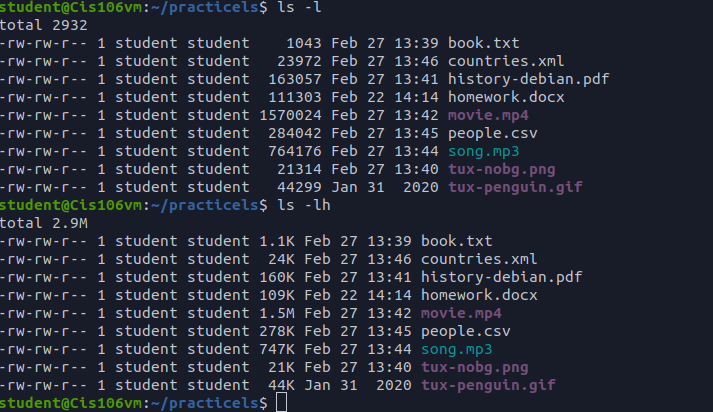 student@Cis106vm:~/practicels$ ls -l
total 2932
-rw-rw-r-- 1 student student    1043 Feb 27 13:39 book.txt
-rw-rw-r-- 1 student student   23972 Feb 27 13:46 countries.xml
-rw-rw-r-- 1 student student  163057 Feb 27 13:41 history-debian.pdf
-rw-rw-r-- 1 student student  111303 Feb 22 14:14 homework.docx
-rw-rw-r-- 1 student student 1570024 Feb 27 13:42 movie.mp4
-rw-rw-r-- 1 student student  284042 Feb 27 13:45 people.csv
-rw-rw-r-- 1 student student  764176 Feb 27 13:44 song.mp3
-rw-rw-r-- 1 student student   21314 Feb 27 13:40 tux-nobg.png
-rw-rw-r-- 1 student student   44299 Jan 31  2020 tux-penguin.gif
student@Cis106vm:~/practicels$ ls -lh
total 2.9M
-rw-rw-r-- 1 student student 1.1K Feb 27 13:39 book.txt
-rw-rw-r-- 1 student student  24K Feb 27 13:46 countries.xml
-rw-rw-r-- 1 student student 160K Feb 27 13:41 history-debian.pdf
-rw-rw-r-- 1 student student 109K Feb 22 14:14 homework.docx
-rw-rw-r-- 1 student student 1.5M Feb 27 13:42 movie.mp4
-rw-rw-r-- 1 student student 278K Feb 27 13:45 people.csv
-rw-rw-r-- 1 student student 747K Feb 27 13:44 song.mp3
-rw-rw-r-- 1 student student  21K Feb 27 13:40 tux-nobg.png
-rw-rw-r-- 1 student student  44K Jan 31  2020 tux-penguin.gif
student@Cis106vm:~/practicels$